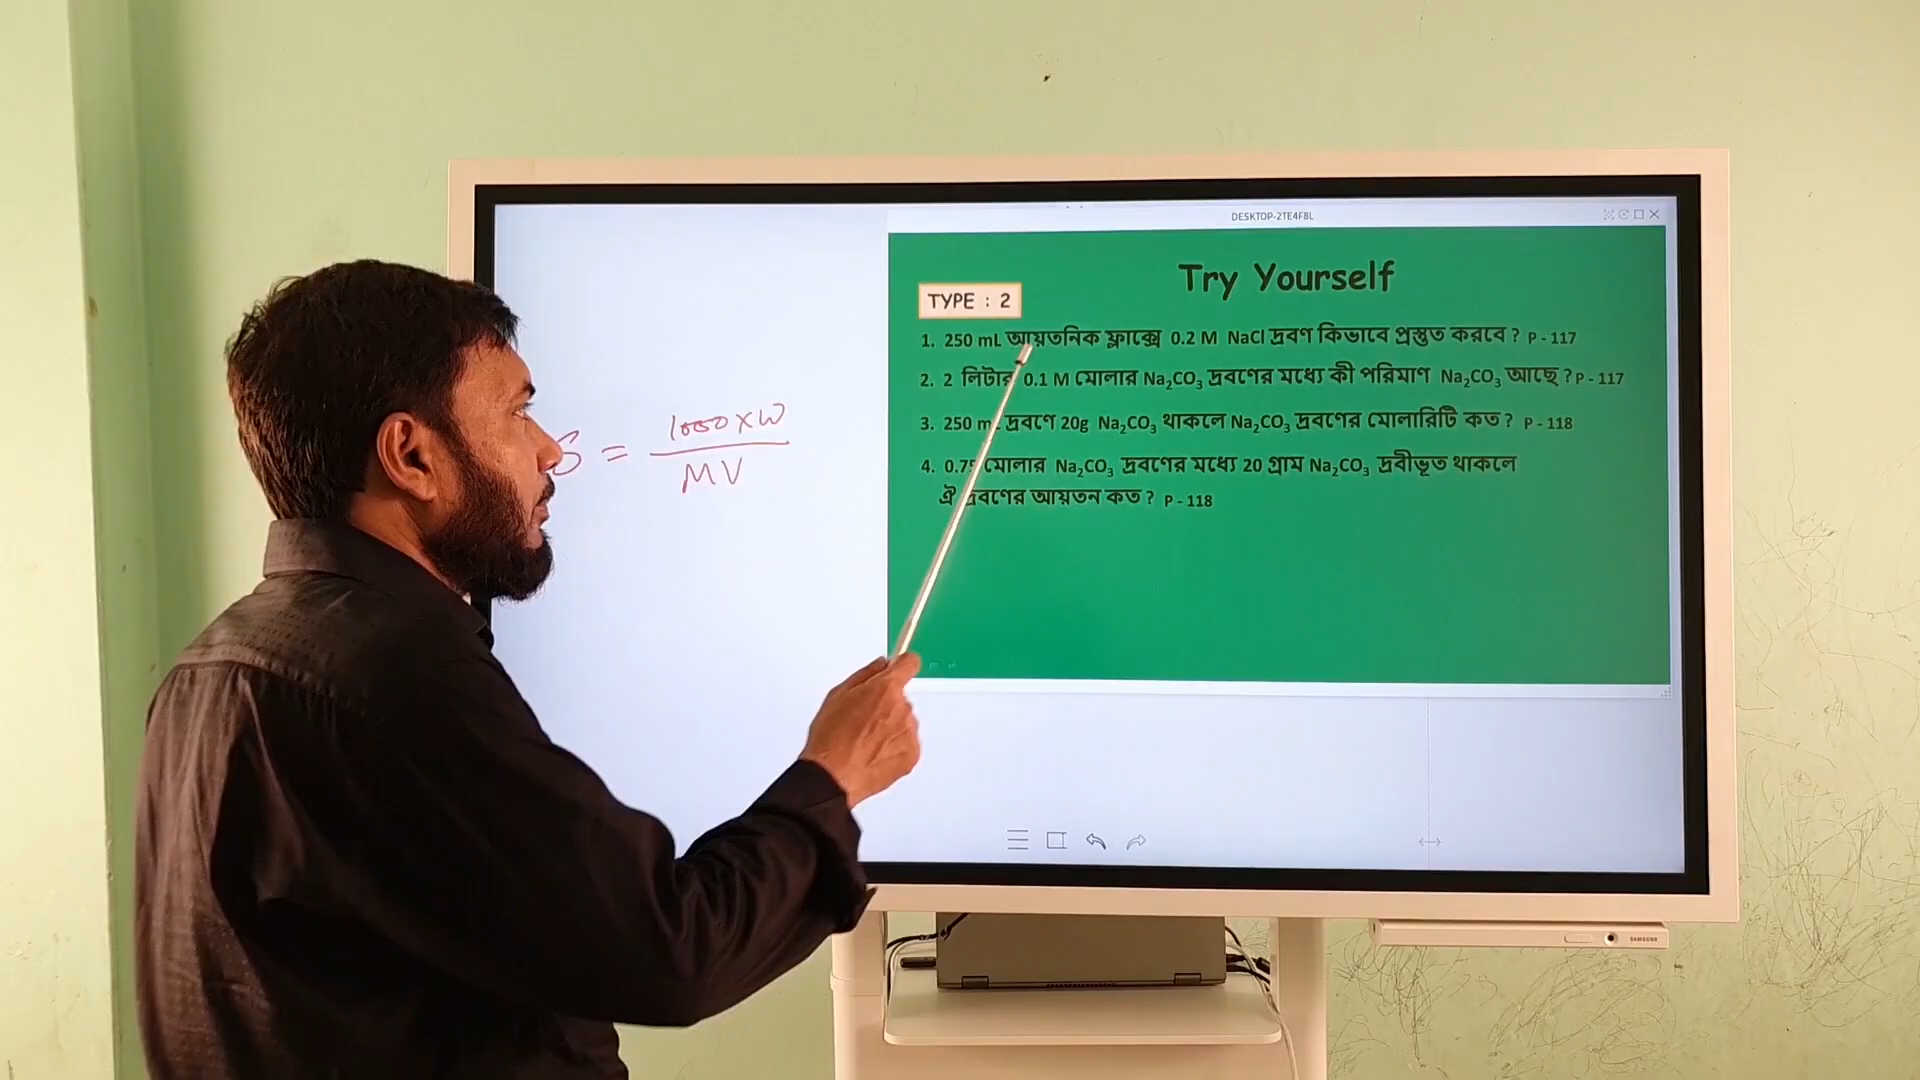 DESKTOP-2TE4F8L
Try Yourself
TYPE : 2
1. 250 mL আয়তনিক ফ্লাক্সে 0.2 M NaCl দ্রবণ কিভাবে প্রস্তুত করবে ? P - 117
2. 2 লিটার 0.1 M মোলার Na₂CO₃ দ্রবণের মধ্যে কী পরিমাণ Na₂CO₃ আছে ? P - 117
3. 250 দ্রবণে 20g Na₂CO₃ থাকলে Na₂CO₃ দ্রবণের মোলারিটি কত ? P - 118
4. মোলার Na₂CO₃ দ্রবণের মধ্যে 20 গ্রাম Na₂CO₃ দ্রবীভূত থাকলে
ঐ দ্রবণের আয়তন কত ? P - 118
S = 1000 x W
MV
SAMSUNG